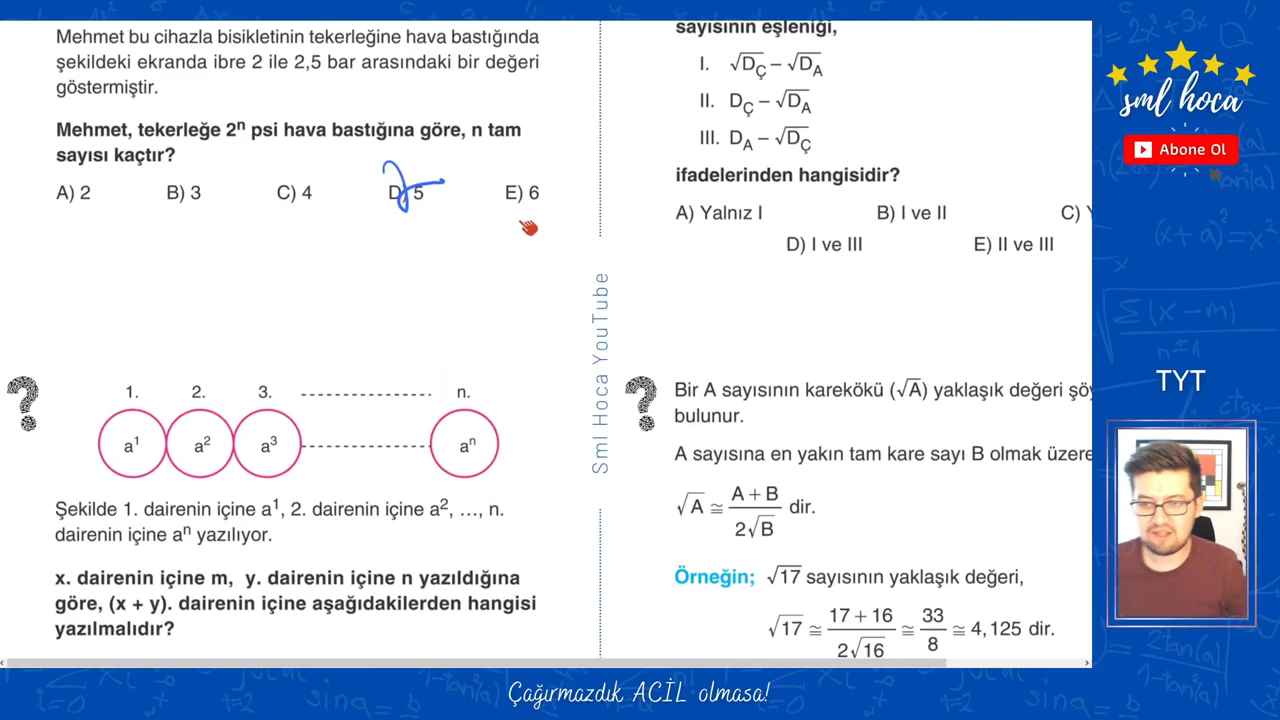 Mehmet bu cihazla bisikletinin tekerleğine hava bastığında
şekildeki ekranda ibre 2 ile 2,5 bar arasındaki bir değeri
göstermiştir.
Mehmet, tekerleğe 2ⁿ psi hava bastığına göre, n tam
sayısı kaçtır?
A) 2 B) 3 C) 4 D) 5 E) 6
1. 2. 3. n.
a¹ a² a³ aⁿ
Şekilde 1. dairenin içine a¹, 2. dairenin içine a², ..., n.
dairenin içine aⁿ yazılıyor.
x. dairenin içine m, y. dairenin içine n yazıldığına
göre, (x + y). dairenin içine aşağıdakilerden hangisi
yazılmalıdır?
Sml Hoca YouTube
sayısının eşleniği,
I. √D_Ç – √D_A
II. D_Ç – √D_A
III. D_A – √D_Ç
ifadelerinden hangisidir?
A) Yalnız I B) I ve II C)
D) I ve III E) II ve III
Bir A sayısının karekökü (√A) yaklaşık değeri şöy
bulunur.
A sayısına en yakın tam kare sayı B olmak üzere
√A ≅ (A + B)/(2√B) dir.
Örneğin; √17 sayısının yaklaşık değeri,
√17 ≅ (17 + 16)/(2√16) ≅ 33/8 ≅ 4,125 dir.
sml hoca
Abone Ol
TYT
Çağırmazdık ACİL olmasa!